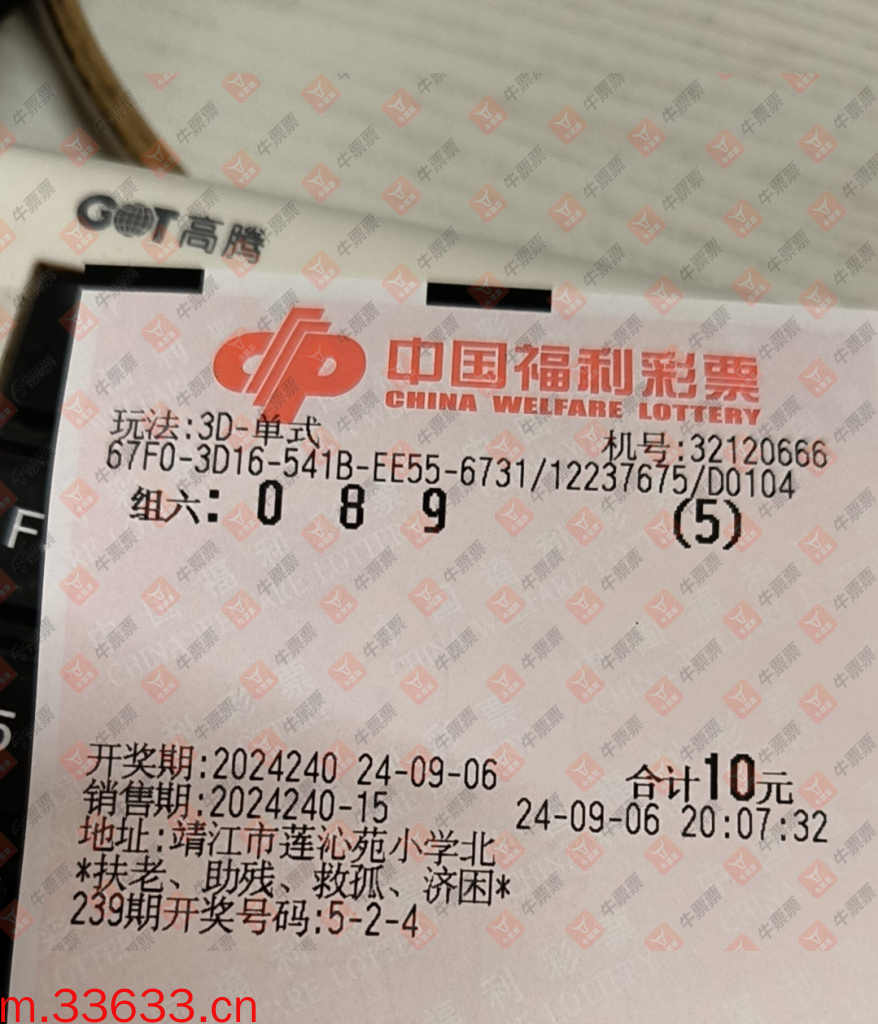 GOT高腾
中国福利彩票
CHINA WELFARE LOTTERY
玩法:3D-单式
机号:32120666
67F0-3D16-541B-EE55-6731/12237675/D0104
组六: 0 8 9 (5)
F
5
开奖期:2024240 24-09-06
合计10元
销售期:2024240-15
24-09-06 20:07:32
地址:靖江市莲沁苑小学北
*扶老、助残、救孤、济困*
239期开奖号码:5-2-4
m.33633.cn
牛票票